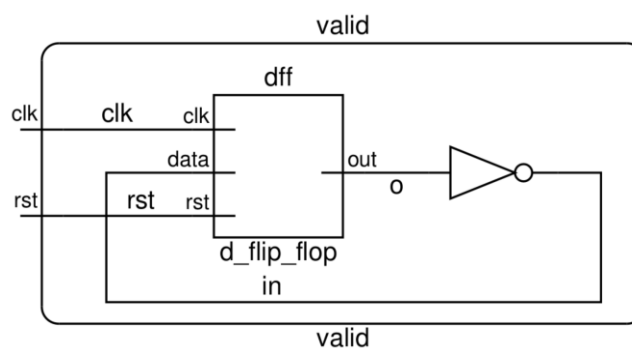 valid
dff
clk clk clk
data out
o
rst rst rst
d_flip_flop
in
valid